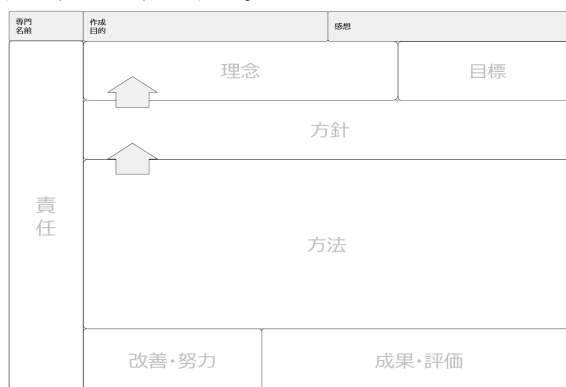 専門
名前
作成
目的
感想
理念
目標
方針
責
任
方法
改善・努力
成果・評価